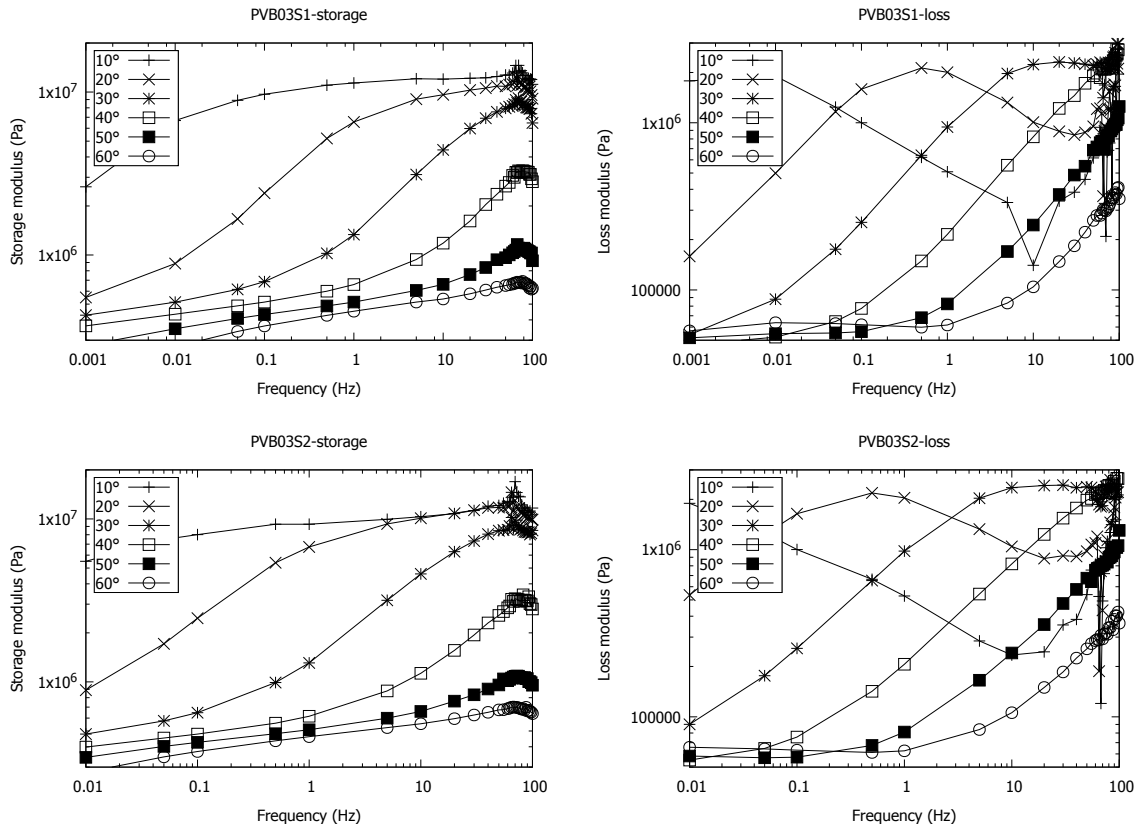 PVB03S1-storage
Storage modulus (Pa)
1x10^7
1x10^6
10°
20°
30°
40°
50°
60°
0.001 0.01 0.1 1 10 100
Frequency (Hz)
PVB03S1-loss
Loss modulus (Pa)
1x10^6
100000
10°
20°
30°
40°
50°
60°
0.001 0.01 0.1 1 10 100
Frequency (Hz)
PVB03S2-storage
Storage modulus (Pa)
1x10^7
1x10^6
10°
20°
30°
40°
50°
60°
0.01 0.1 1 10 100
Frequency (Hz)
PVB03S2-loss
Loss modulus (Pa)
1x10^6
100000
10°
20°
30°
40°
50°
60°
0.01 0.1 1 10 100
Frequency (Hz)